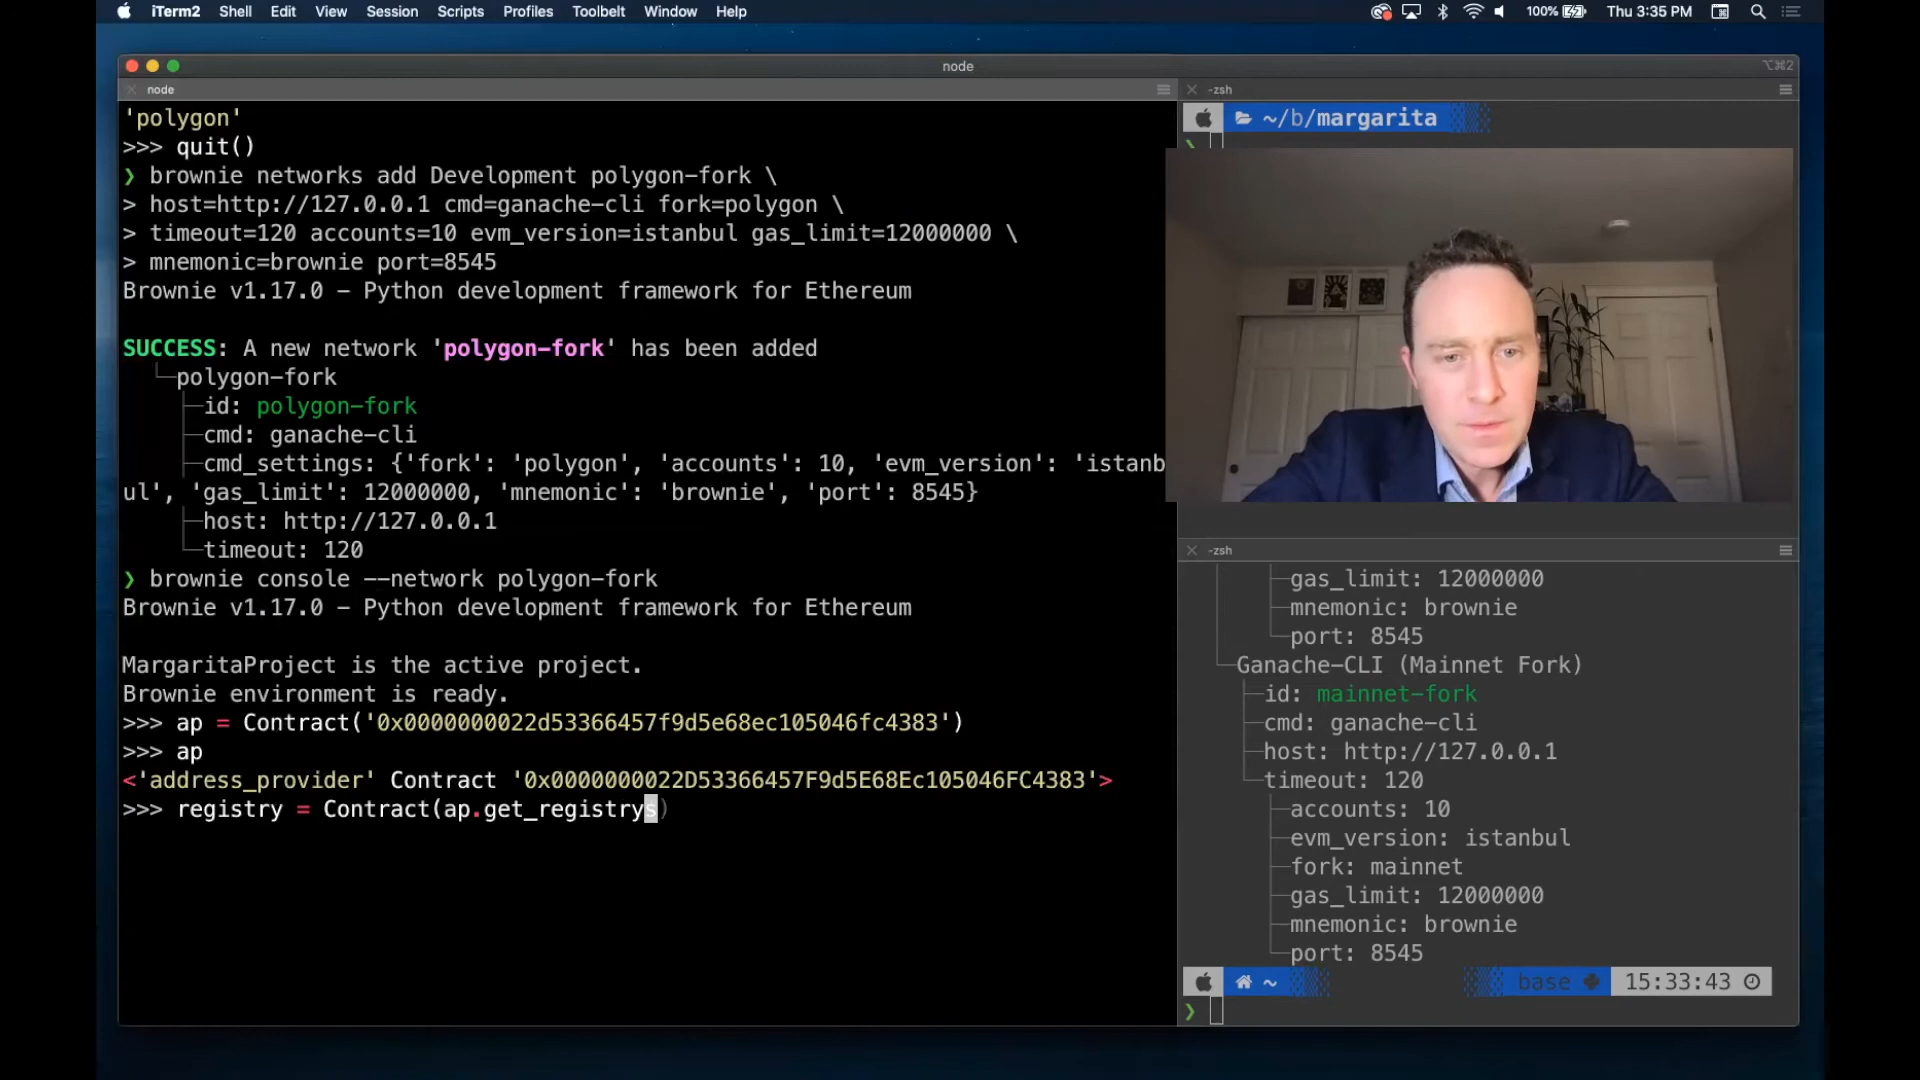 iTerm2 Shell Edit View Session Scripts Profiles Toolbelt Window Help 100% Thu 3:35 PM
node ⌥⌘2
node
'polygon'
>>> quit()
❯ brownie networks add Development polygon-fork \
> host=http://127.0.0.1 cmd=ganache-cli fork=polygon \
> timeout=120 accounts=10 evm_version=istanbul gas_limit=12000000 \
> mnemonic=brownie port=8545
Brownie v1.17.0 - Python development framework for Ethereum
SUCCESS: A new network 'polygon-fork' has been added
└─polygon-fork
├─id: polygon-fork
├─cmd: ganache-cli
├─cmd_settings: {'fork': 'polygon', 'accounts': 10, 'evm_version': 'istanb
ul', 'gas_limit': 12000000, 'mnemonic': 'brownie', 'port': 8545}
├─host: http://127.0.0.1
└─timeout: 120
❯ brownie console --network polygon-fork
Brownie v1.17.0 - Python development framework for Ethereum
MargaritaProject is the active project.
Brownie environment is ready.
>>> ap = Contract('0x0000000022d53366457f9d5e68ec105046fc4383')
>>> ap
<'address_provider' Contract '0x0000000022D53366457F9d5E68Ec105046FC4383'>
>>> registry = Contract(ap.get_registrys)
-zsh
~/b/margarita
❯
-zsh
├─gas_limit: 12000000
├─mnemonic: brownie
└─port: 8545
└─Ganache-CLI (Mainnet Fork)
├─id: mainnet-fork
├─cmd: ganache-cli
├─host: http://127.0.0.1
└─timeout: 120
├─accounts: 10
├─evm_version: istanbul
├─fork: mainnet
├─gas_limit: 12000000
├─mnemonic: brownie
└─port: 8545
~ base 15:33:43
❯